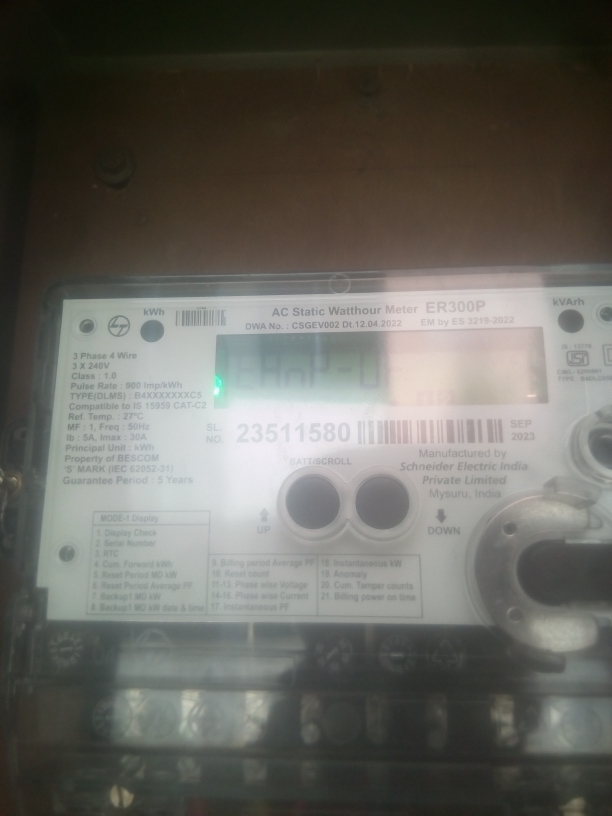 AC Static Watthour Meter ER300P
DWA No. : CSGEV002 Dt.12.04.2022 EM by ES 3219-2022
kWh
kVArh
3 Phase 4 Wire
3 X 240V
Class : 1.0
Pulse Rate : 900 Imp/kWh
TYPE(DLMS) : B4XXXXXXXC5
Compatible to IS 15959 CAT-C2
Ref. Temp. : 27°C
MF : 1, Freq : 50Hz
Ib : 5A, Imax : 30A
Principal Unit : kWh
Property of BESCOM
'S' MARK (IEC 62052-31)
Guarantee Period : 5 Years
SL. NO. 23511580
SEP 2023
BATT/SCROLL
UP
DOWN
Manufactured by
Schneider Electric India
Private Limited
Mysuru, India
MODE-1 Display
1. Display Check
2. Serial Number
3. RTC
4. Cum. Forward kWh
5. Reset Period MD kW
6. Reset Period Average PF
7. Backup1 MD kW
8. Backup1 MD kW date & time
9. Billing period Average PF
10. Reset count
11-13. Phase wise Voltage
14-16. Phase wise Current
17. Instantaneous PF
18. Instantaneous kW
19. Anomaly
20. Cum. Tamper counts
21. Billing power on time